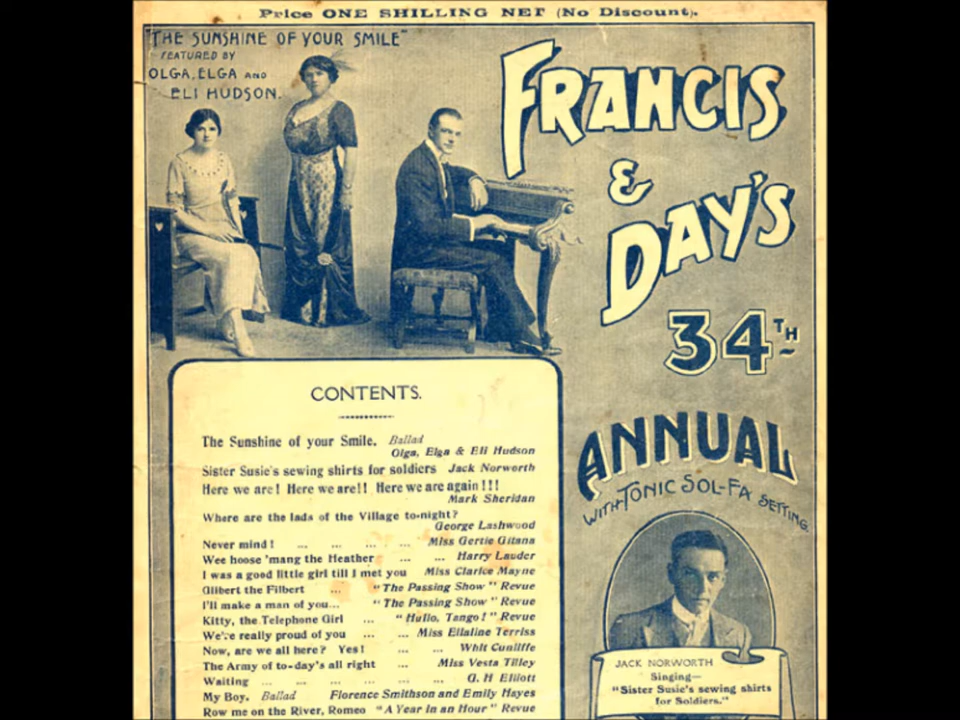 Price ONE SHILLING NET (No Discount).
"THE SUNSHINE OF YOUR SMILE"
FEATURED BY
OLGA, ELGA AND
ELI HUDSON.
FRANCIS
&
DAY'S
34TH
ANNUAL
WITH TONIC SOL-FA SETTING.
CONTENTS.
The Sunshine of your Smile. Ballad
Olga, Elga & Eli Hudson
Sister Susie's sewing shirts for soldiers Jack Norworth
Here we are! Here we are!! Here we are again!!!
Mark Sheridan
Where are the lads of the Village to-night?
George Lashwood
Never mind! ... ... ... ... Miss Gertie Gitana
Wee hoose 'mang the Heather ... ... Harry Lauder
I was a good little girl till I met you Miss Clarice Mayne
Gilbert the Filbert ... "The Passing Show" Revue
I'll make a man of you... "The Passing Show" Revue
Kitty, the Telephone Girl ... "Hullo, Tango!" Revue
We're really proud of you ... ... Miss Ellaline Terriss
Now, are we all here? Yes! ... ... Whit Cunliffe
The Army of to-day's all right ... Miss Vesta Tilley
Waiting ... ... ... ... ... G. H Elliott
My Boy. Ballad Florence Smithson and Emily Hayes
Row me on the River, Romeo "A Year in an Hour" Revue
JACK NORWORTH
Singing—
"Sister Susie's sewing shirts
for Soldiers."